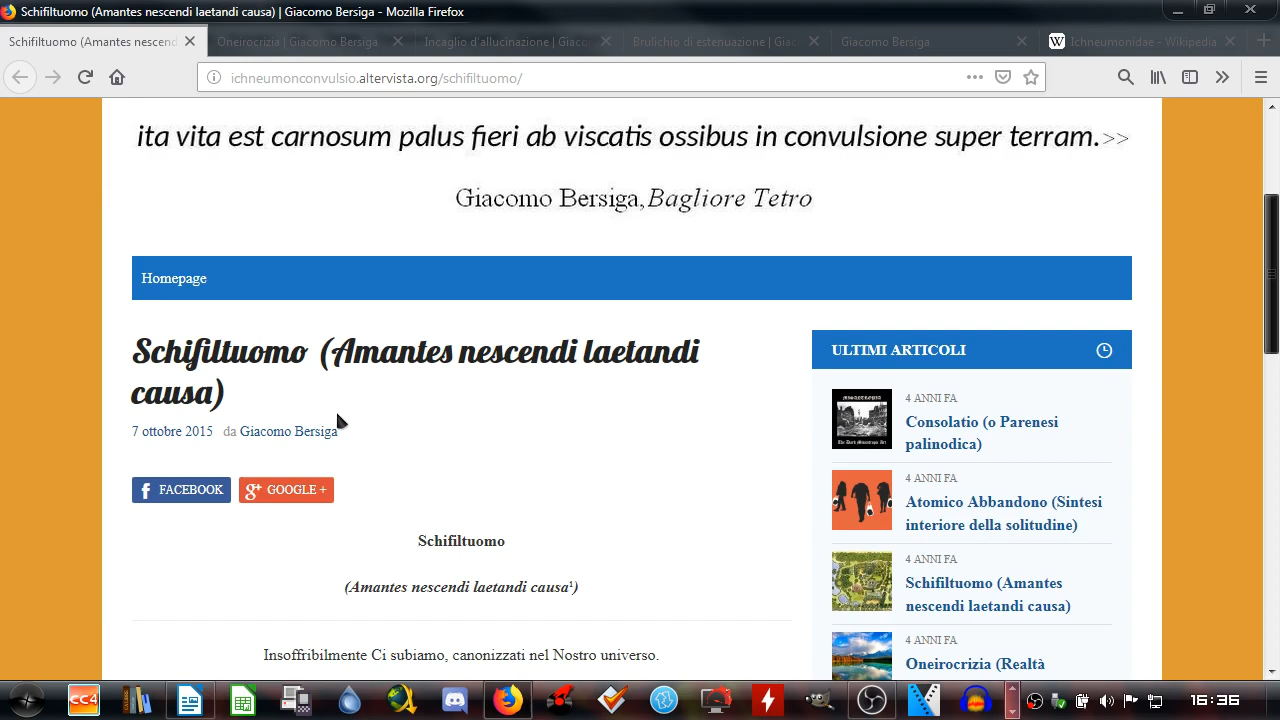 Schifiltuomo (Amantes nescendi laetandi causa) | Giacomo Bersiga - Mozilla Firefox
Schifiltuomo (Amantes nescend
Oneirocrizia | Giacomo Bersiga
Incaglio d'allucinazione | Giaco
Brulichio di estenuazione | Giac
Giacomo Bersiga
W Ichneumonidae - Wikipedia
ichneumonconvulsio.altervista.org/schifiltuomo/
ita vita est carnosum palus fieri ab viscatis ossibus in convulsione super terram.>>
Giacomo Bersiga, Bagliore Tetro
Homepage
Schifiltuomo (Amantes nescendi laetandi
causa)
7 ottobre 2015 da Giacomo Bersiga
f FACEBOOK
g+ GOOGLE +
Schifiltuomo
(Amantes nescendi laetandi causa¹)
Insoffribilmente Ci subiamo, canonizzati nel Nostro universo.
ULTIMI ARTICOLI
MISANTROPIA
4 ANNI FA
Consolatio (o Parenesi
palinodica)
4 ANNI FA
Atomico Abbandono (Sintesi
interiore della solitudine)
4 ANNI FA
Schifiltuomo (Amantes
nescendi laetandi causa)
4 ANNI FA
Oneirocrizia (Realtà
CC4
16:36